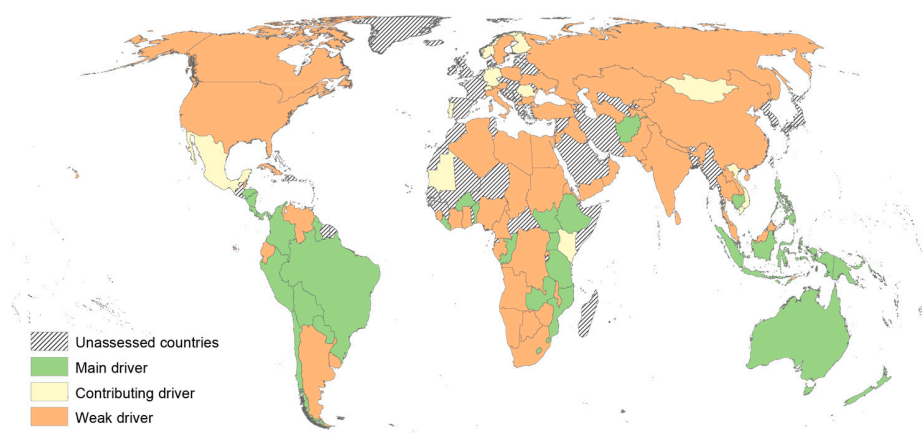 Unassessed countries
Main driver
Contributing driver
Weak driver